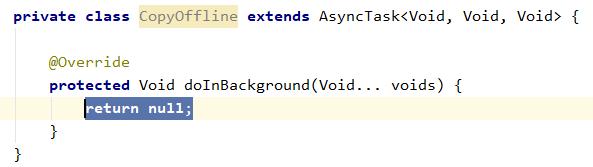 private class CopyOffline extends AsyncTask<Void, Void, Void> {
@Override
protected Void doInBackground(Void... voids) {
return null;
}
}